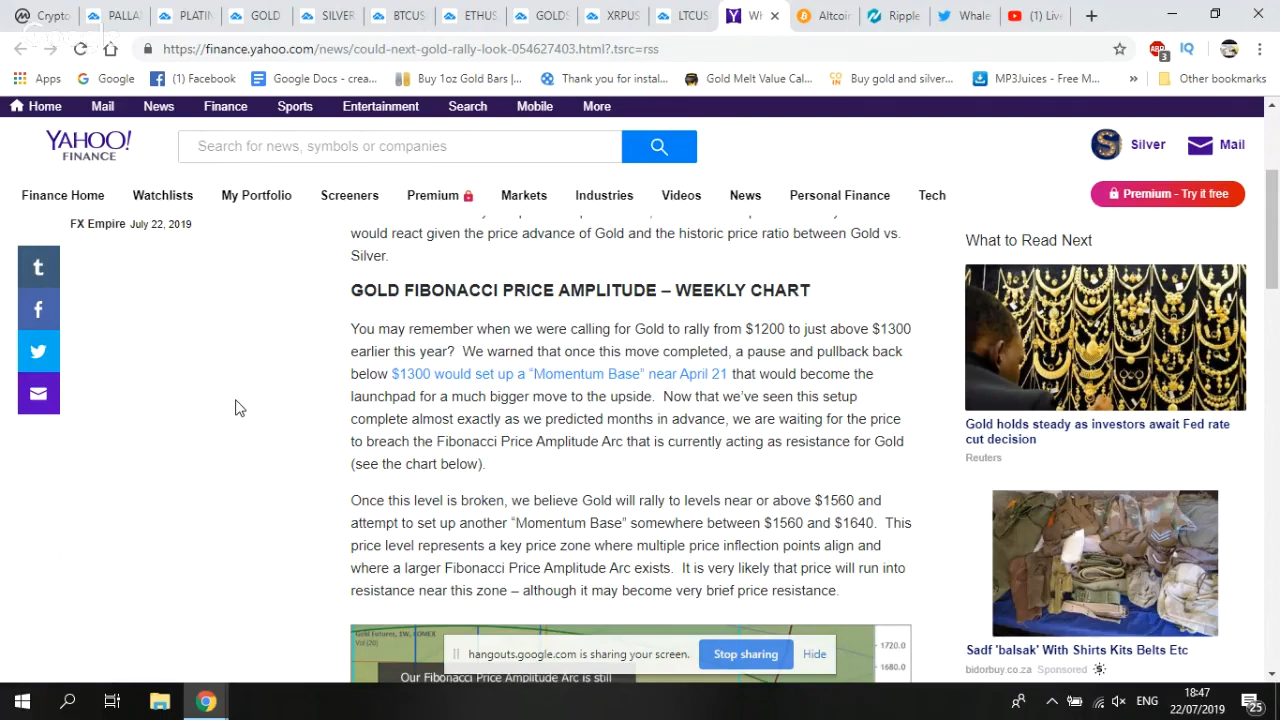 Crypto
PALLA
PLATIN
GOLD
SILVER
BTCUS
ETHUS
GOLDS
XRPUS
LTCUS
Wh
Altcoir
Ripple
Whale
(1) Live
https://finance.yahoo.com/news/could-next-gold-rally-look-054627403.html?.tsrc=rss
ABP
3
IQ
Apps
Google
(1) Facebook
Google Docs - crea...
Buy 1oz Gold Bars |...
Thank you for instal...
Gold Melt Value Cal...
CO
IN
Buy gold and silver...
MP3Juices - Free M...
»
Other bookmarks
Home
Mail
News
Finance
Sports
Entertainment
Search
Mobile
More
YAHOO!
FINANCE
Search for news, symbols or companies
S
Silver
Mail
Finance Home
Watchlists
My Portfolio
Screeners
Premium
Markets
Industries
Videos
News
Personal Finance
Tech
Premium - Try it free
FX Empire July 22, 2019
would react given the price advance of Gold and the historic price ratio between Gold vs.
Silver.
GOLD FIBONACCI PRICE AMPLITUDE – WEEKLY CHART
You may remember when we were calling for Gold to rally from $1200 to just above $1300
earlier this year? We warned that once this move completed, a pause and pullback back
below $1300 would set up a “Momentum Base” near April 21 that would become the
launchpad for a much bigger move to the upside. Now that we’ve seen this setup
complete almost exactly as we predicted months in advance, we are waiting for the price
to breach the Fibonacci Price Amplitude Arc that is currently acting as resistance for Gold
(see the chart below).
Once this level is broken, we believe Gold will rally to levels near or above $1560 and
attempt to set up another “Momentum Base” somewhere between $1560 and $1640. This
price level represents a key price zone where multiple price inflection points align and
where a larger Fibonacci Price Amplitude Arc exists. It is very likely that price will run into
resistance near this zone – although it may become very brief price resistance.
Gold Futures, 1W, COMEX
Vol (20)
1720.0
1680.0
Our Fibonacci Price Amplitude Arc is still
hangouts.google.com is sharing your screen.
Stop sharing
Hide
What to Read Next
Gold holds steady as investors await Fed rate
cut decision
Reuters
Sadf 'balsak' With Shirts Kits Belts Etc
bidorbuy.co.za Sponsored
ENG
18:47
22/07/2019
25